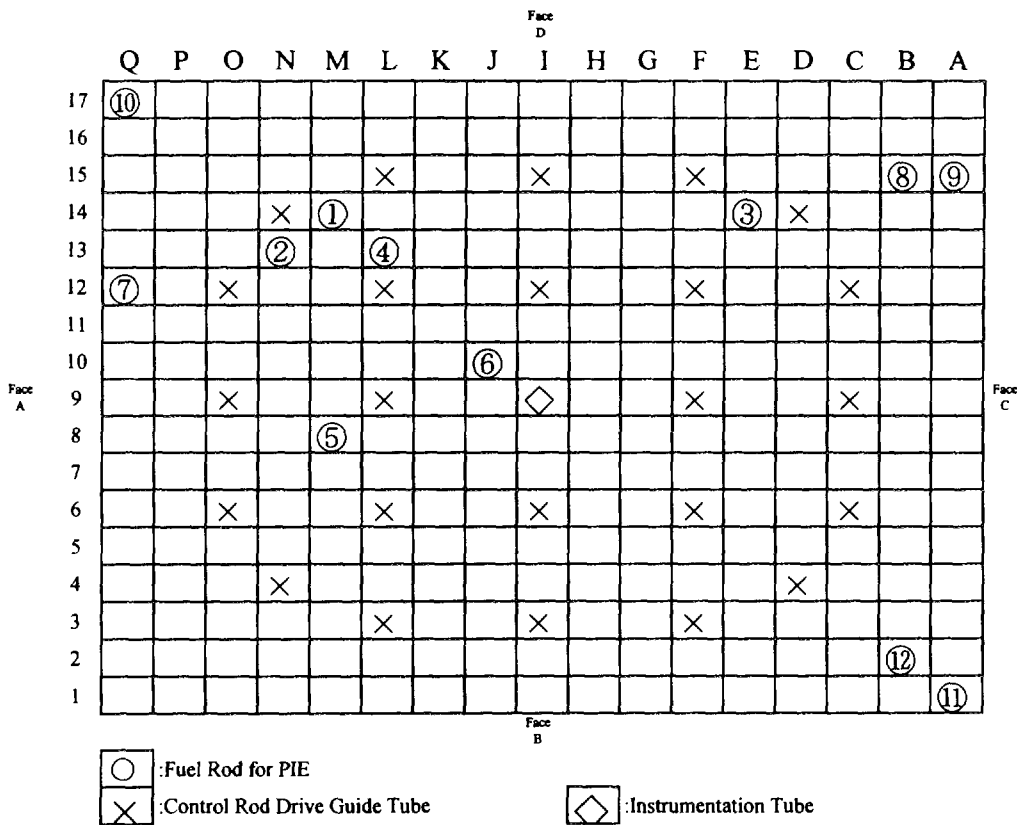 Face
D
Q P O N M L K J I H G F E D C B A
17 ⑩
16
15 ⑧ ⑨
14 ① ③
13 ② ④
12 ⑦
11
10 ⑥
Face
A
9
Face
C
8 ⑤
7
6
5
4
3
2 ⑫
1 ⑪
Face
B
:Fuel Rod for PIE
:Control Rod Drive Guide Tube :Instrumentation Tube